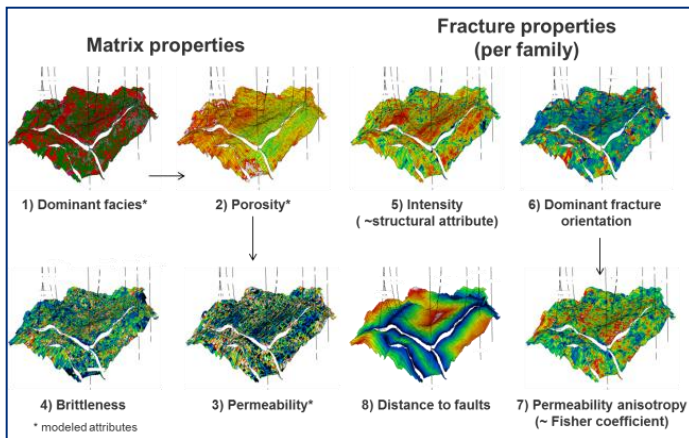 Matrix properties
Fracture properties
(per family)
1) Dominant facies*
2) Porosity*
5) Intensity
( ~structural attribute)
6) Dominant fracture
orientation
4) Brittleness
3) Permeability*
8) Distance to faults
7) Permeability anisotropy
(~ Fisher coefficient)
* modeled attributes